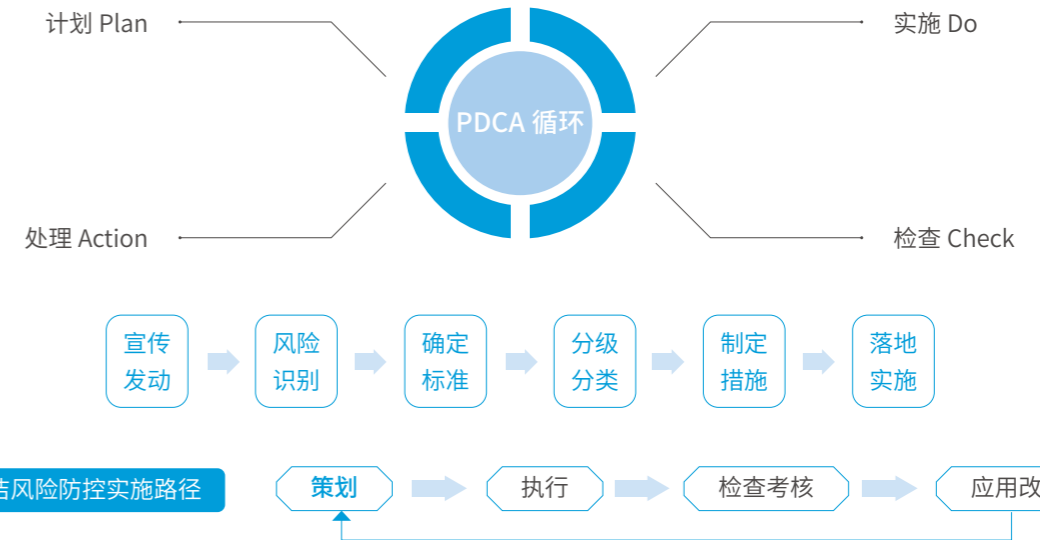 计划 Plan
实施 Do
PDCA 循环
处理 Action
检查 Check
宣传
发动
风险
识别
确定
标准
分级
分类
制定
措施
落地
实施
洁风险防控实施路径
策划
执行
检查考核
应用改